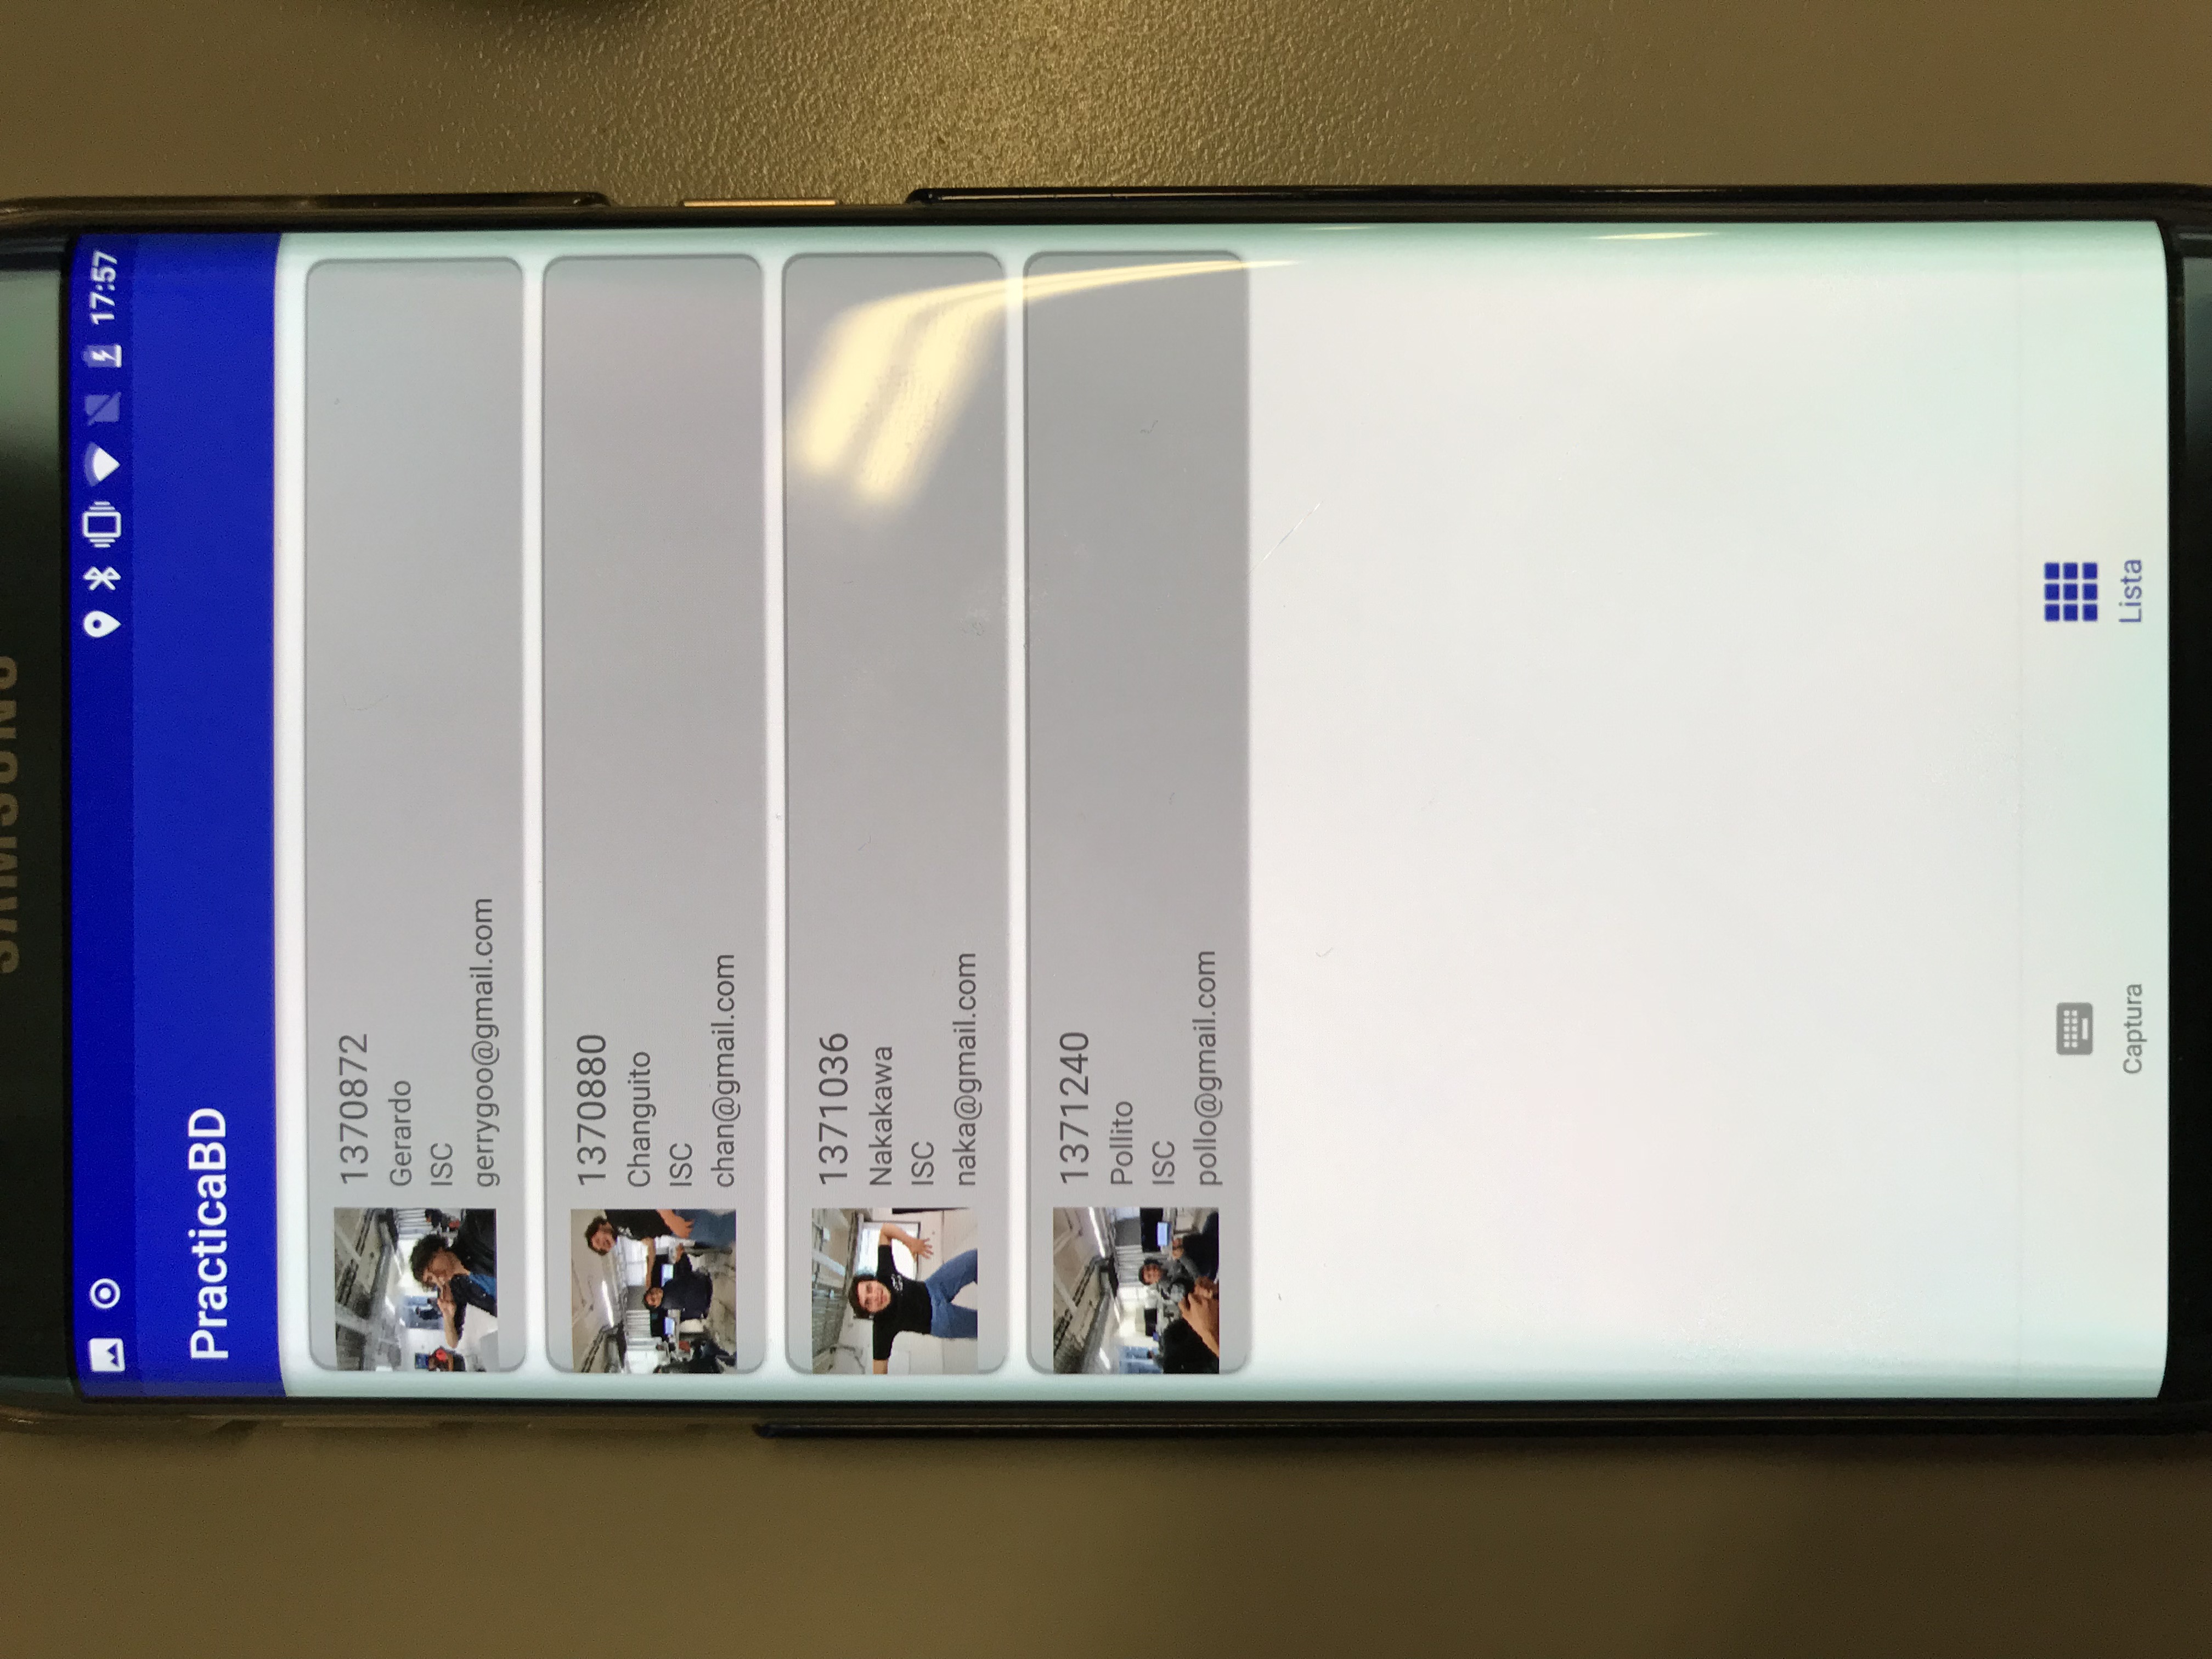 SAMSUNG
17:57
PracticaBD
1370872
Gerardo
ISC
gerrygoo@gmail.com
1370880
Changuito
ISC
chan@gmail.com
1371036
Nakakawa
ISC
naka@gmail.com
1371240
Pollito
ISC
pollo@gmail.com
Captura
Lista